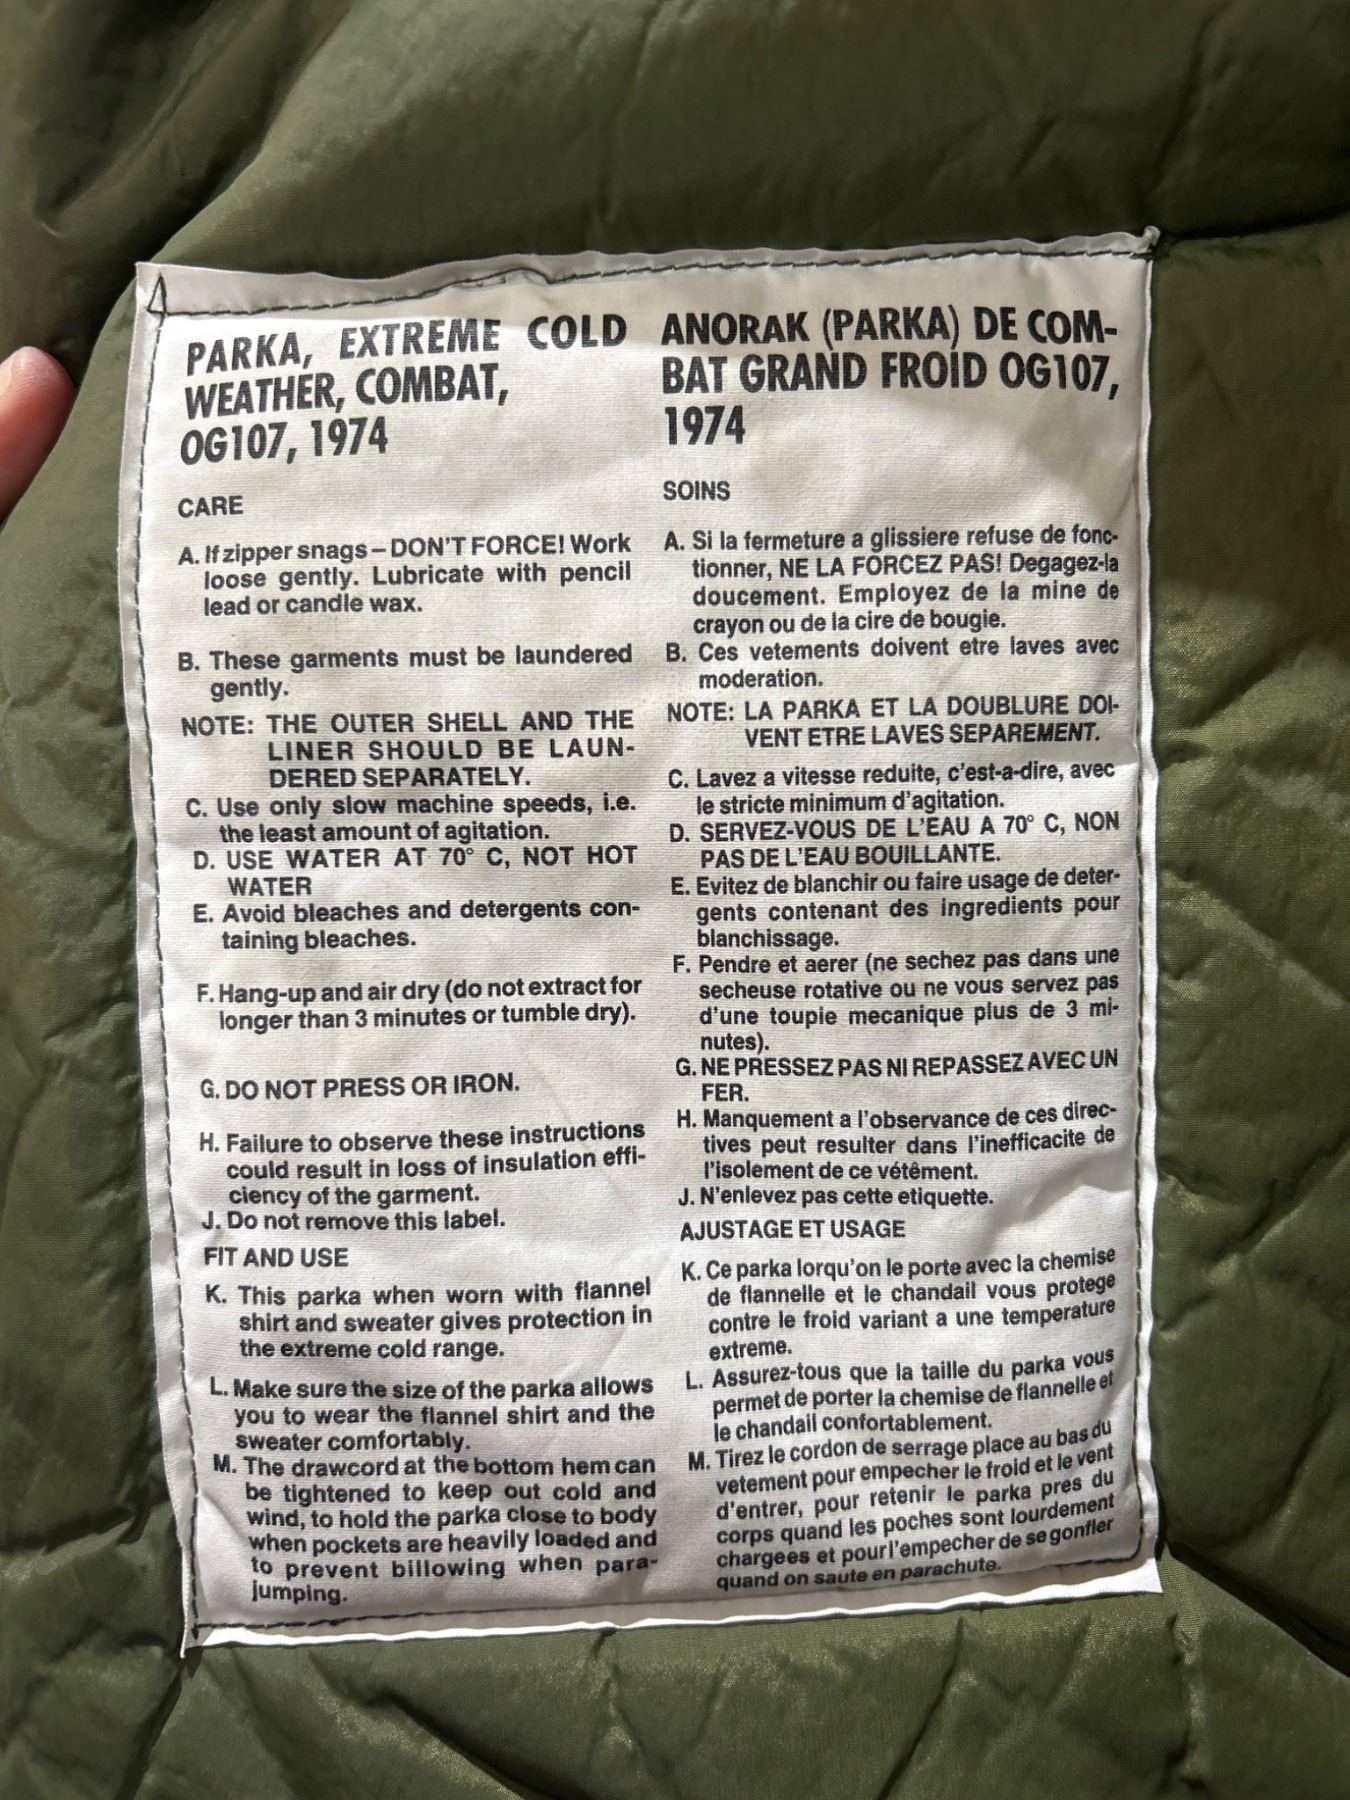 PARKA, EXTREME COLD
WEATHER, COMBAT,
OG107, 1974
CARE
A. If zipper snags – DON'T FORCE! Work
loose gently. Lubricate with pencil
lead or candle wax.
B. These garments must be laundered
gently.
NOTE: THE OUTER SHELL AND THE
LINER SHOULD BE LAUN-
DERED SEPARATELY.
C. Use only slow machine speeds, i.e.
the least amount of agitation.
D. USE WATER AT 70° C, NOT HOT
WATER
E. Avoid bleaches and detergents con-
taining bleaches.
F. Hang-up and air dry (do not extract for
longer than 3 minutes or tumble dry).
G. DO NOT PRESS OR IRON.
H. Failure to observe these instructions
could result in loss of insulation effi-
ciency of the garment.
J. Do not remove this label.
FIT AND USE
K. This parka when worn with flannel
shirt and sweater gives protection in
the extreme cold range.
L. Make sure the size of the parka allows
you to wear the flannel shirt and the
sweater comfortably.
M. The drawcord at the bottom hem can
be tightened to keep out cold and
wind, to hold the parka close to body
when pockets are heavily loaded and
to prevent billowing when para-
jumping.
ANORAK (PARKA) DE COM-
BAT GRAND FROID OG107,
1974
SOINS
A. Si la fermeture a glissiere refuse de fonc-
tionner, NE LA FORCEZ PAS! Degagez-la
doucement. Employez de la mine de
crayon ou de la cire de bougie.
B. Ces vetements doivent etre laves avec
moderation.
NOTE: LA PARKA ET LA DOUBLURE DOI-
VENT ETRE LAVES SEPAREMENT.
C. Lavez a vitesse reduite, c'est-a-dire, avec
le stricte minimum d'agitation.
D. SERVEZ-VOUS DE L'EAU A 70° C, NON
PAS DE L'EAU BOUILLANTE.
E. Evitez de blanchir ou faire usage de deter-
gents contenant des ingredients pour
blanchissage.
F. Pendre et aerer (ne sechez pas dans une
secheuse rotative ou ne vous servez pas
d'une toupie mecanique plus de 3 mi-
nutes).
G. NE PRESSEZ PAS NI REPASSEZ AVEC UN
FER.
H. Manquement a l'observance de ces direc-
tives peut resulter dans l'inefficacite de
l'isolement de ce vétêment.
J. N'enlevez pas cette etiquette.
AJUSTAGE ET USAGE
K. Ce parka lorqu'on le porte avec la chemise
de flannelle et le chandail vous protege
contre le froid variant a une temperature
extreme.
L. Assurez-tous que la taille du parka vous
permet de porter la chemise de flannelle et
le chandail confortablement.
M. Tirez le cordon de serrage place au bas du
vetement pour empecher le froid et le vent
d'entrer, pour retenir le parka pres du
corps quand les poches sont lourdement
chargees et pour l'empecher de se gonfler
quand on saute en parachute.